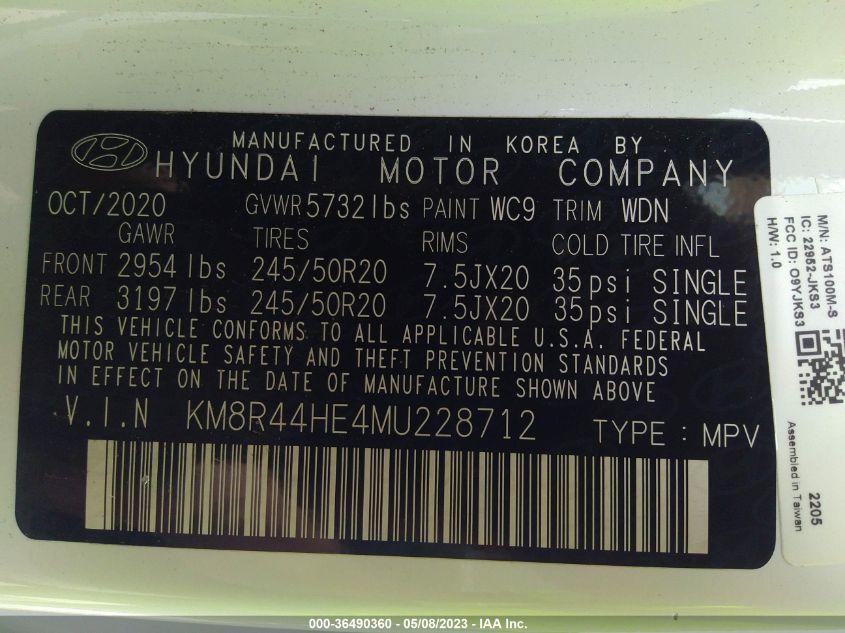 MANUFACTURED IN KOREA BY
HYUNDAI MOTOR COMPANY
OCT/2020 GVWR 5732 lbs PAINT WC9 TRIM WDN
GAWR TIRES RIMS COLD TIRE INFL
FRONT 2954 lbs 245/50R20 7.5JX20 35psi SINGLE
REAR 3197 lbs 245/50R20 7.5JX20 35psi SINGLE
THIS VEHICLE CONFORMS TO ALL APPLICABLE U.S.A. FEDERAL
MOTOR VEHICLE SAFETY AND THEFT PREVENTION STANDARDS
IN EFFECT ON THE DATE OF MANUFACTURE SHOWN ABOVE
V.I.N KM8R44HE4MU228712 TYPE : MPV
M/N: ATS100M-S
IC: 22952-JKS3
FCC ID: O9YJKS3
H/W: 1.0
2205
Assembled in Taiwan
000-36490360 - 05/08/2023 - IAA Inc.